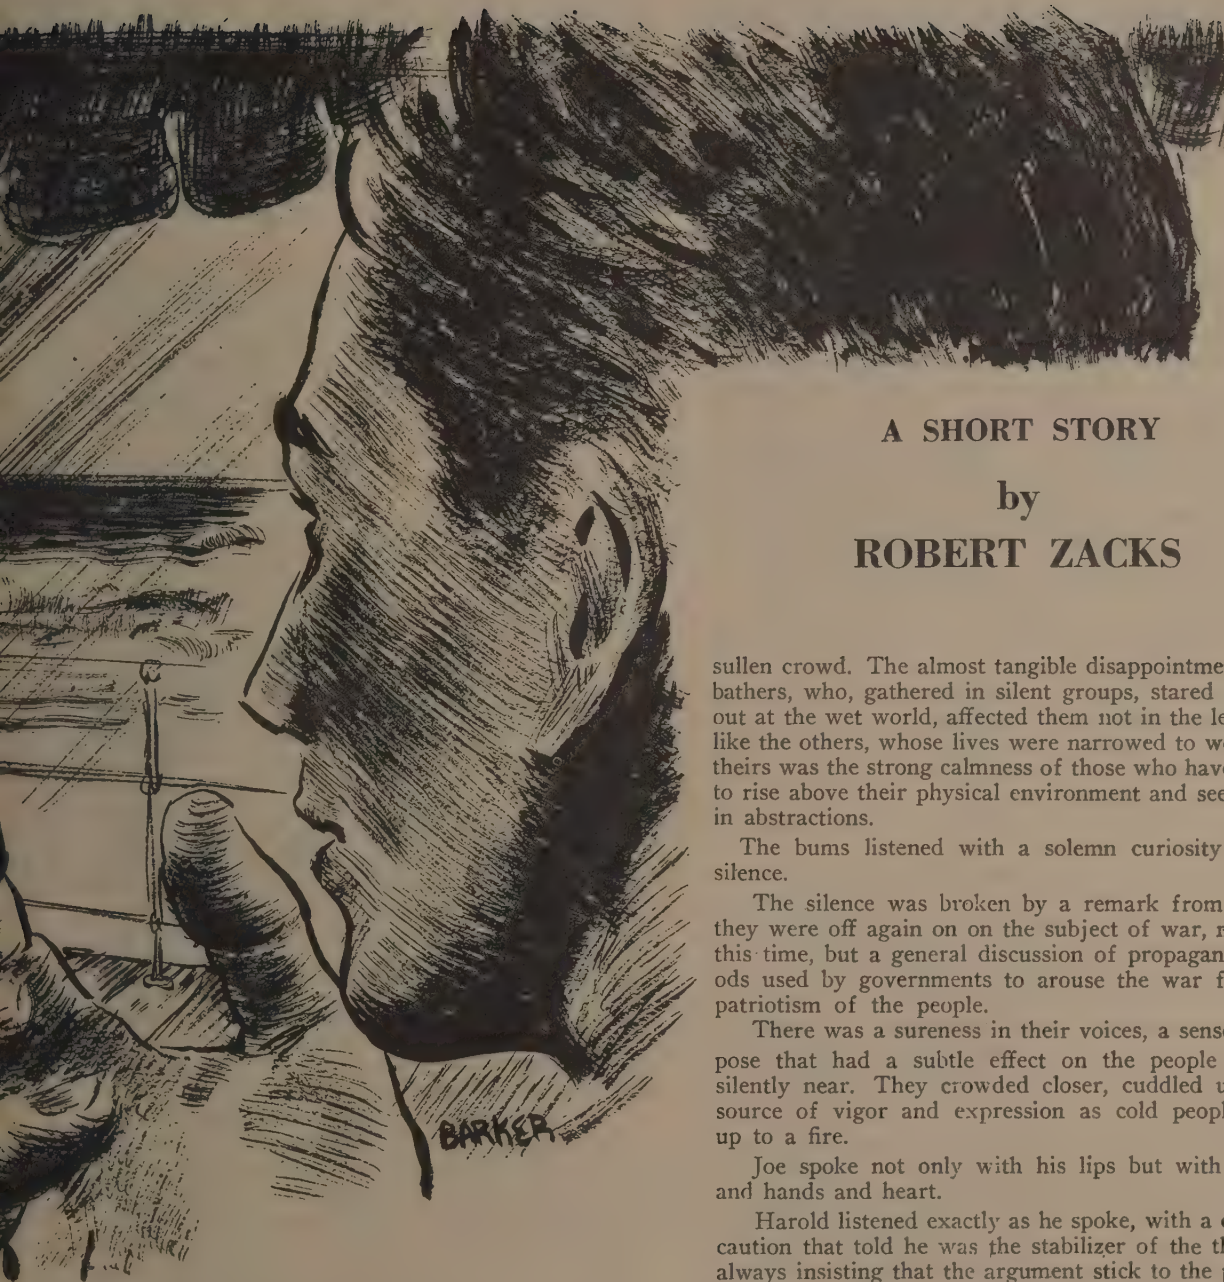 A SHORT STORY
by
ROBERT ZACKS
sullen crowd. The almost tangible disappointme
bathers, who, gathered in silent groups, stared
out at the wet world, affected them not in the le
like the others, whose lives were narrowed to w
theirs was the strong calmness of those who have
to rise above their physical environment and see
in abstractions.
The bums listened with a solemn curiosity
silence.
The silence was broken by a remark from
they were off again on on the subject of war, r
this time, but a general discussion of propagan
ods used by governments to arouse the war f
patriotism of the people.
There was a sureness in their voices, a sens
pose that had a subtle effect on the people
silently near. They crowded closer, cuddled u
source of vigor and expression as cold peopl
up to a fire.
Joe spoke not only with his lips but with
and hands and heart.
Harold listened exactly as he spoke, with a
caution that told he was the stabilizer of the t
always insisting that the argument stick to the
BARKER